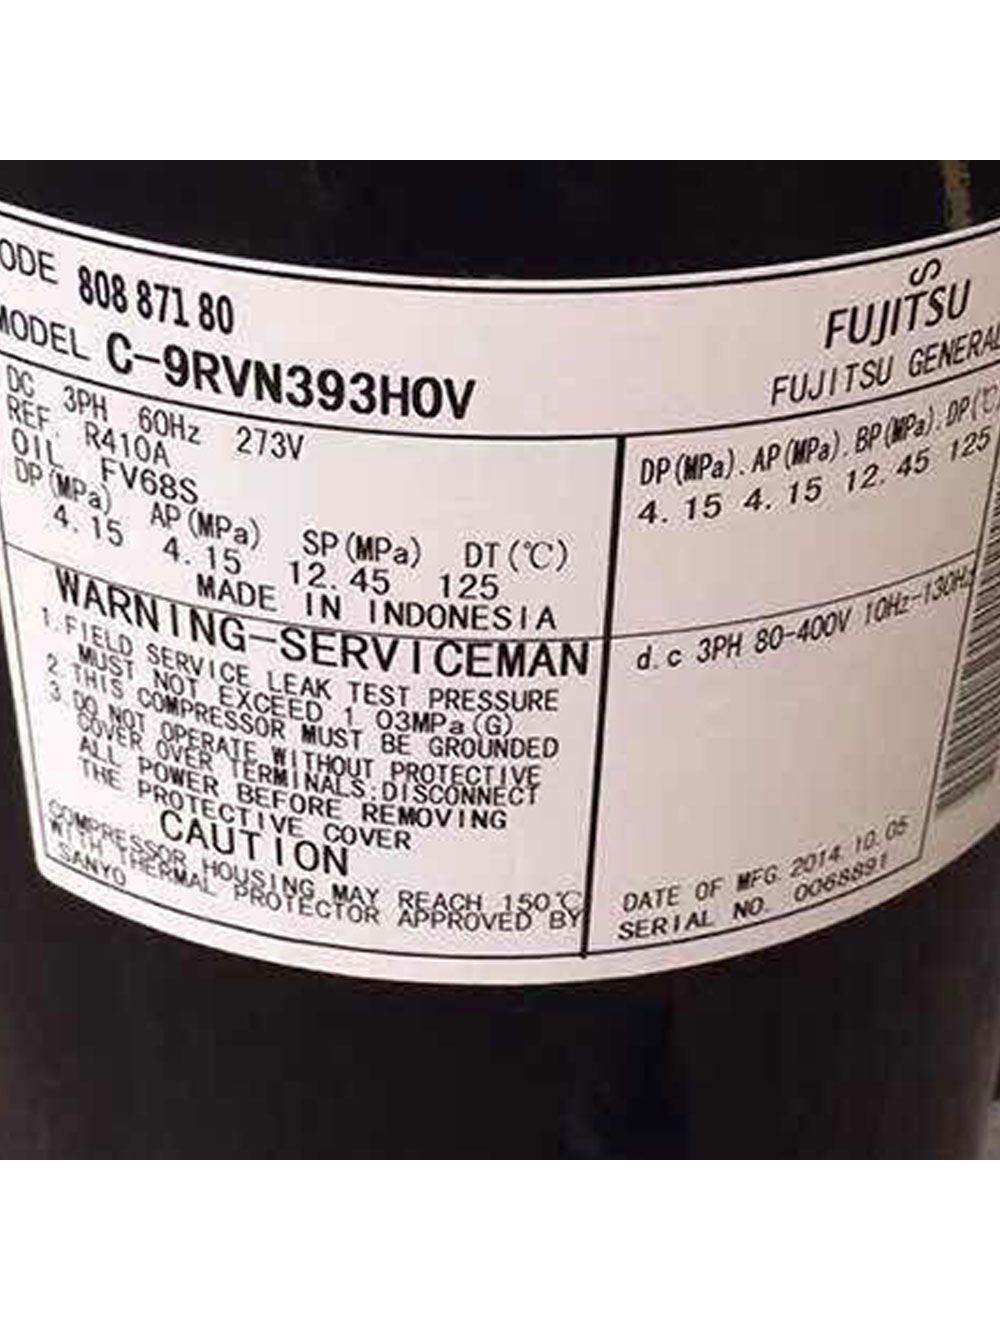 ODE 808 871 80
MODEL C-9RVN393H0V
DC 3PH 60Hz 273V
REF. R410A
OIL FV68S
DP(MPa) AP(MPa) SP(MPa) DT(℃)
4.15 4.15 12.45 125
MADE IN INDONESIA
WARNING-SERVICEMAN
1.FIELD SERVICE LEAK TEST PRESSURE
MUST NOT EXCEED 1.03MPa(G)
2.THIS COMPRESSOR MUST BE GROUNDED
3.DO NOT OPERATE WITHOUT PROTECTIVE
COVER OVER TERMINALS.DISCONNECT
ALL POWER BEFORE REMOVING
THE PROTECTIVE COVER
CAUTION
COMPRESSOR HOUSING MAY REACH 150℃
WITH THERMAL PROTECTOR APPROVED BY
SANYO
FUJITSU
FUJITSU GENERAL
DP(MPa).AP(MPa).BP(MPa).DP(℃)
4.15 4.15 12.45 125
d.c 3PH 80-400V 10Hz-130Hz
DATE OF MFG 2014.10.05
SERIAL NO. 0068891